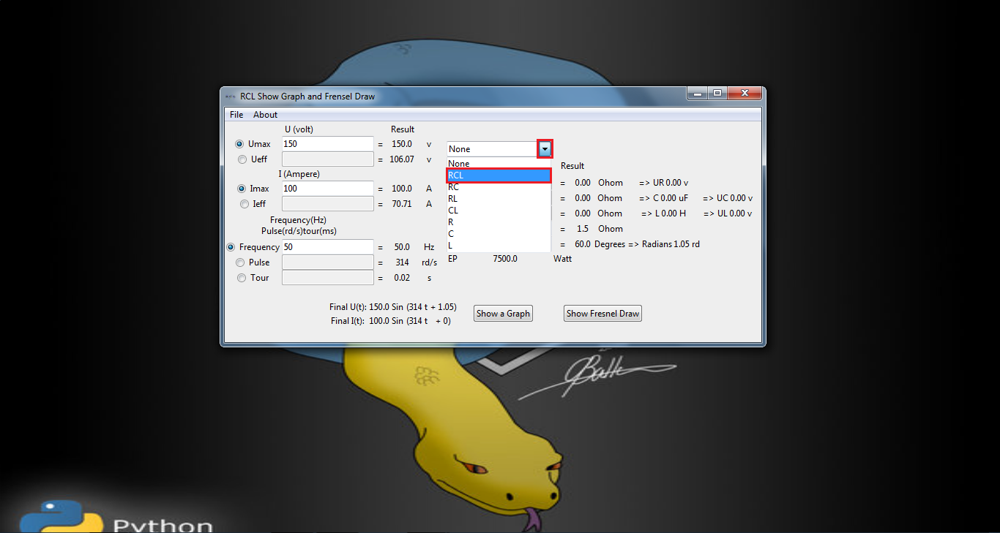 RCL Show Graph and Frensel Draw
File About
U (volt) Result
Umax 150 = 150.0 v
Ueff = 106.07 v
I (Ampere)
Imax 100 = 100.0 A
Ieff = 70.71 A
Frequency(Hz)
Pulse(rd/s)tour(ms)
Frequency 50 = 50.0 Hz
Pulse = 314 rd/s
Tour = 0.02 s
None
None
RCL
RC
RL
CL
R
C
L
Result
= 0.00 Ohom => UR 0.00 v
= 0.00 Ohom => C 0.00 uF => UC 0.00 v
= 0.00 Ohom => L 0.00 H => UL 0.00 v
= 1.5 Ohom
= 60.0 Degrees => Radians 1.05 rd
EP 7500.0 Watt
Final U(t): 150.0 Sin (314 t + 1.05)
Final I(t): 100.0 Sin (314 t + 0)
Show a Graph Show Fresnel Draw
Python